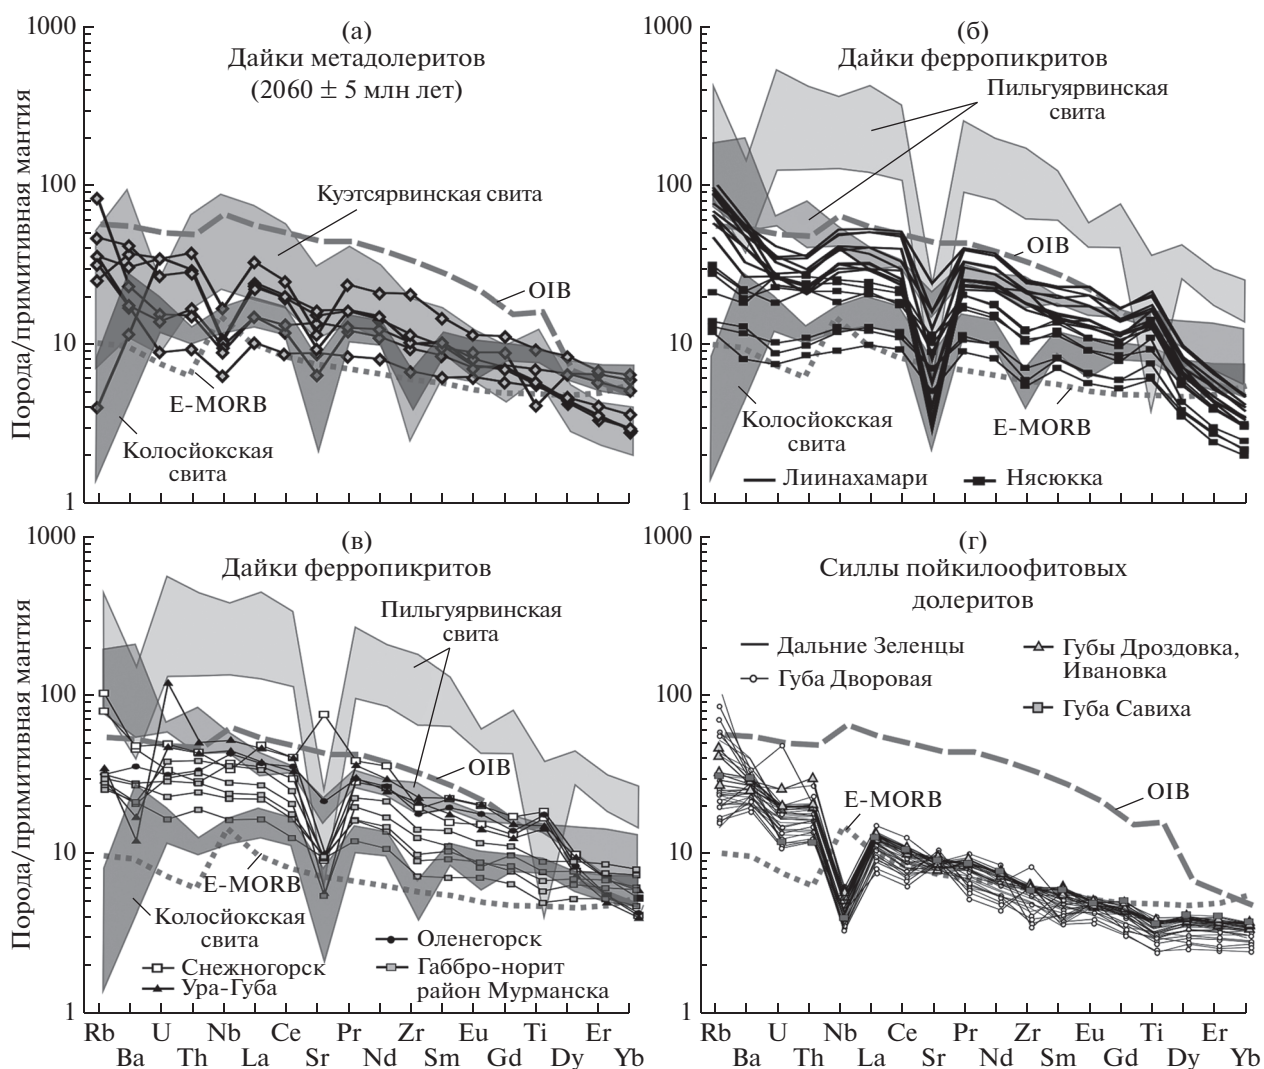 Порода/примитивная мантия
1000
100
10
1
(а)
Дайки метадолеритов
(2060 ± 5 млн лет)
Куэтсярвинская свита
OIB
E-MORB
Колосйокская
свита
1000
100
10
1
(б)
Дайки ферропикритов
Пильгуярвинская
свита
OIB
Колосйокская
свита
E-MORB
Лиинахамари
Нясюкка
Порода/примитивная мантия
1000
100
10
1
(в)
Дайки ферропикритов
Пильгуярвинская
свита
OIB
E-MORB
Колосйокская
свита
Оленегорск
Снежногорск
Ура-Губа
Габбро-норит
район Мурманска
Rb U Nb Ce Pr Zr Eu Ti Er
Ba Th La Sr Nd Sm Gd Dy Yb
1000
100
10
1
(г)
Силлы пойкилоофитовых
долеритов
Дальние Зеленцы
Губа Дворовая
Губы Дроздовка,
Ивановка
Губа Савиха
E-MORB
OIB
Rb U Nb Ce Pr Zr Eu Ti Er
Ba Th La Sr Nd Sm Gd Dy Yb